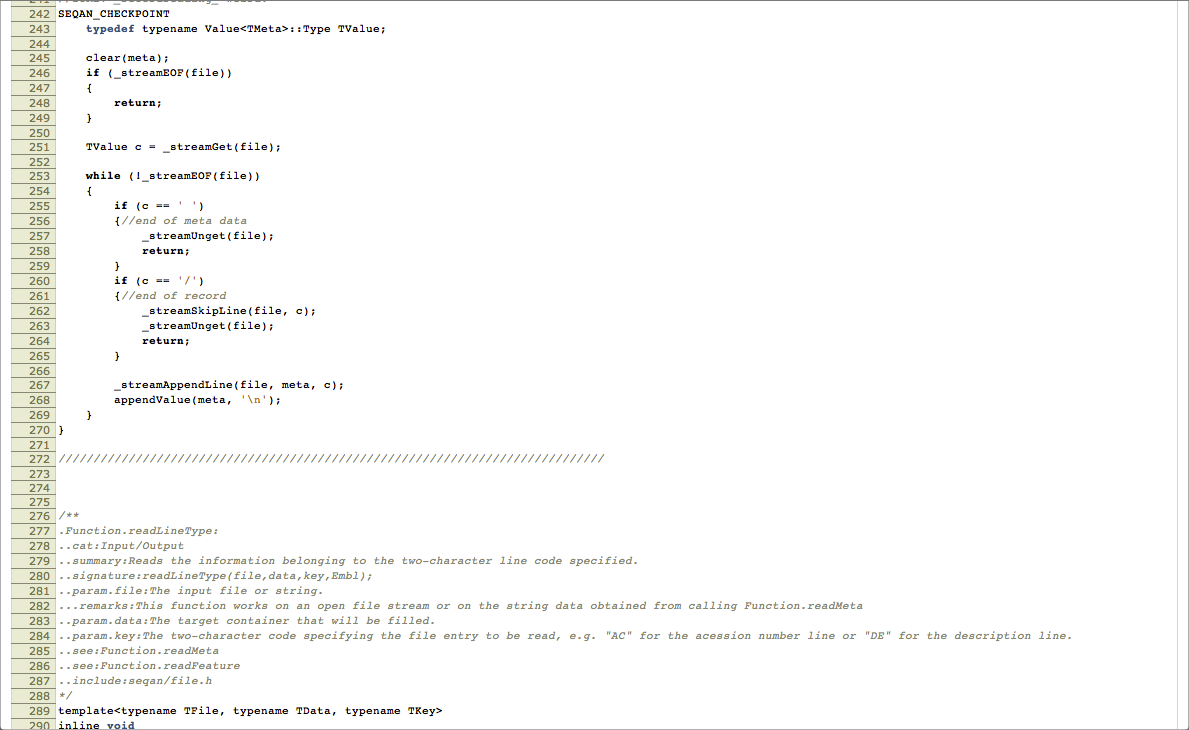 242 SEQAN_CHECKPOINT
243     typedef typename Value<TMeta>::Type TValue;
244
245     clear(meta);
246     if (_streamEOF(file))
247     {
248         return;
249     }
250
251     TValue c = _streamGet(file);
252
253     while (!_streamEOF(file))
254     {
255         if (c == ' ')
256         {//end of meta data
257             _streamUnget(file);
258             return;
259         }
260         if (c == '/')
261         {//end of record
262             _streamSkipLine(file, c);
263             _streamUnget(file);
264             return;
265         }
266
267         _streamAppendLine(file, meta, c);
268         appendValue(meta, '\n');
269     }
270 }
271
272 //////////////////////////////////////////////////////////////////////////////
273
274
275
276 /**
277 .Function.readLineType:
278 ..cat:Input/Output
279 ..summary:Reads the information belonging to the two-character line code specified.
280 ..signature:readLineType(file,data,key,Embl);
281 ..param.file:The input file or string.
282 ...remarks:This function works on an open file stream or on the string data obtained from calling Function.readMeta
283 ..param.data:The target container that will be filled.
284 ..param.key:The two-character code specifying the file entry to be read, e.g. "AC" for the acession number line or "DE" for the description line.
285 ..see:Function.readMeta
286 ..see:Function.readFeature
287 ..include:seqan/file.h
288 */
289 template<typename TFile, typename TData, typename TKey>
290 inline void